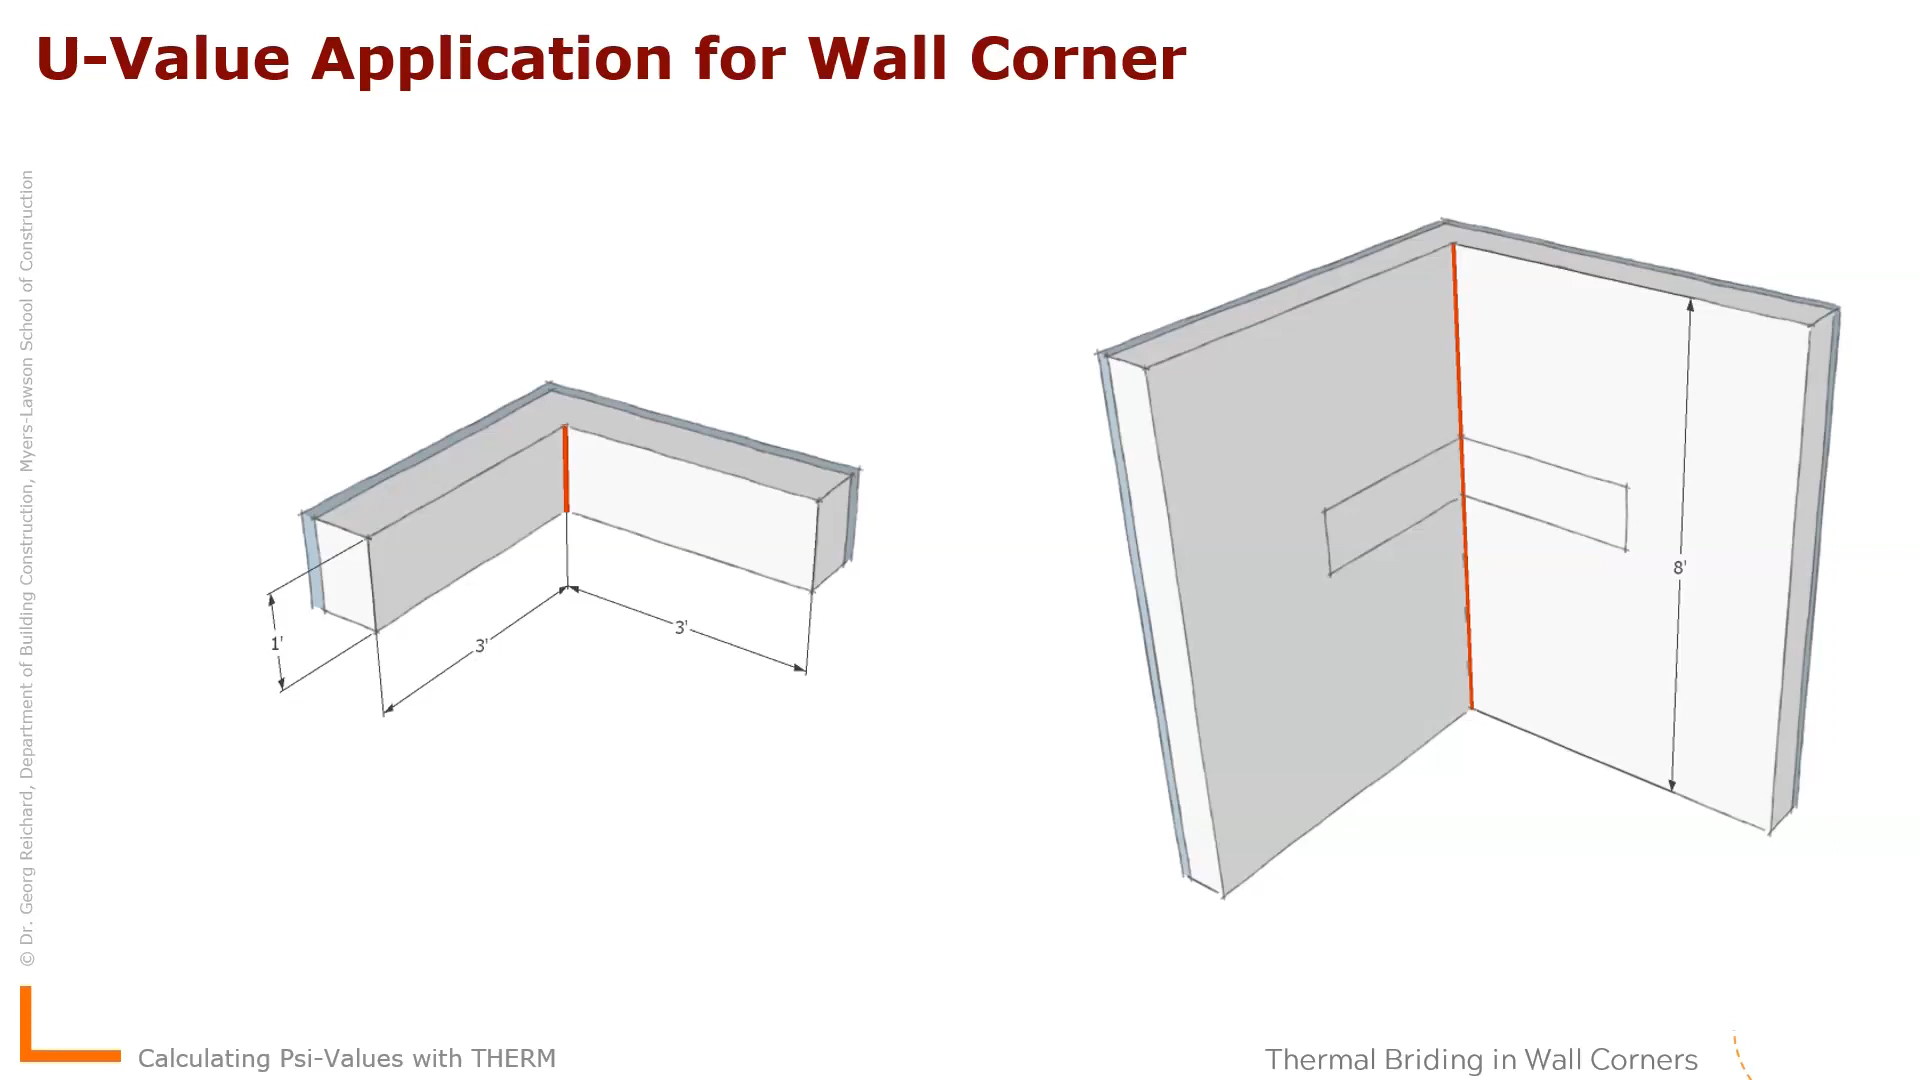 U-Value Application for Wall Corner
© Dr. Georg Reichard, Department of Building Construction, Myers-Lawson School of Construction
1'
3'
3'
8'
Calculating Psi-Values with THERM
Thermal Briding in Wall Corners